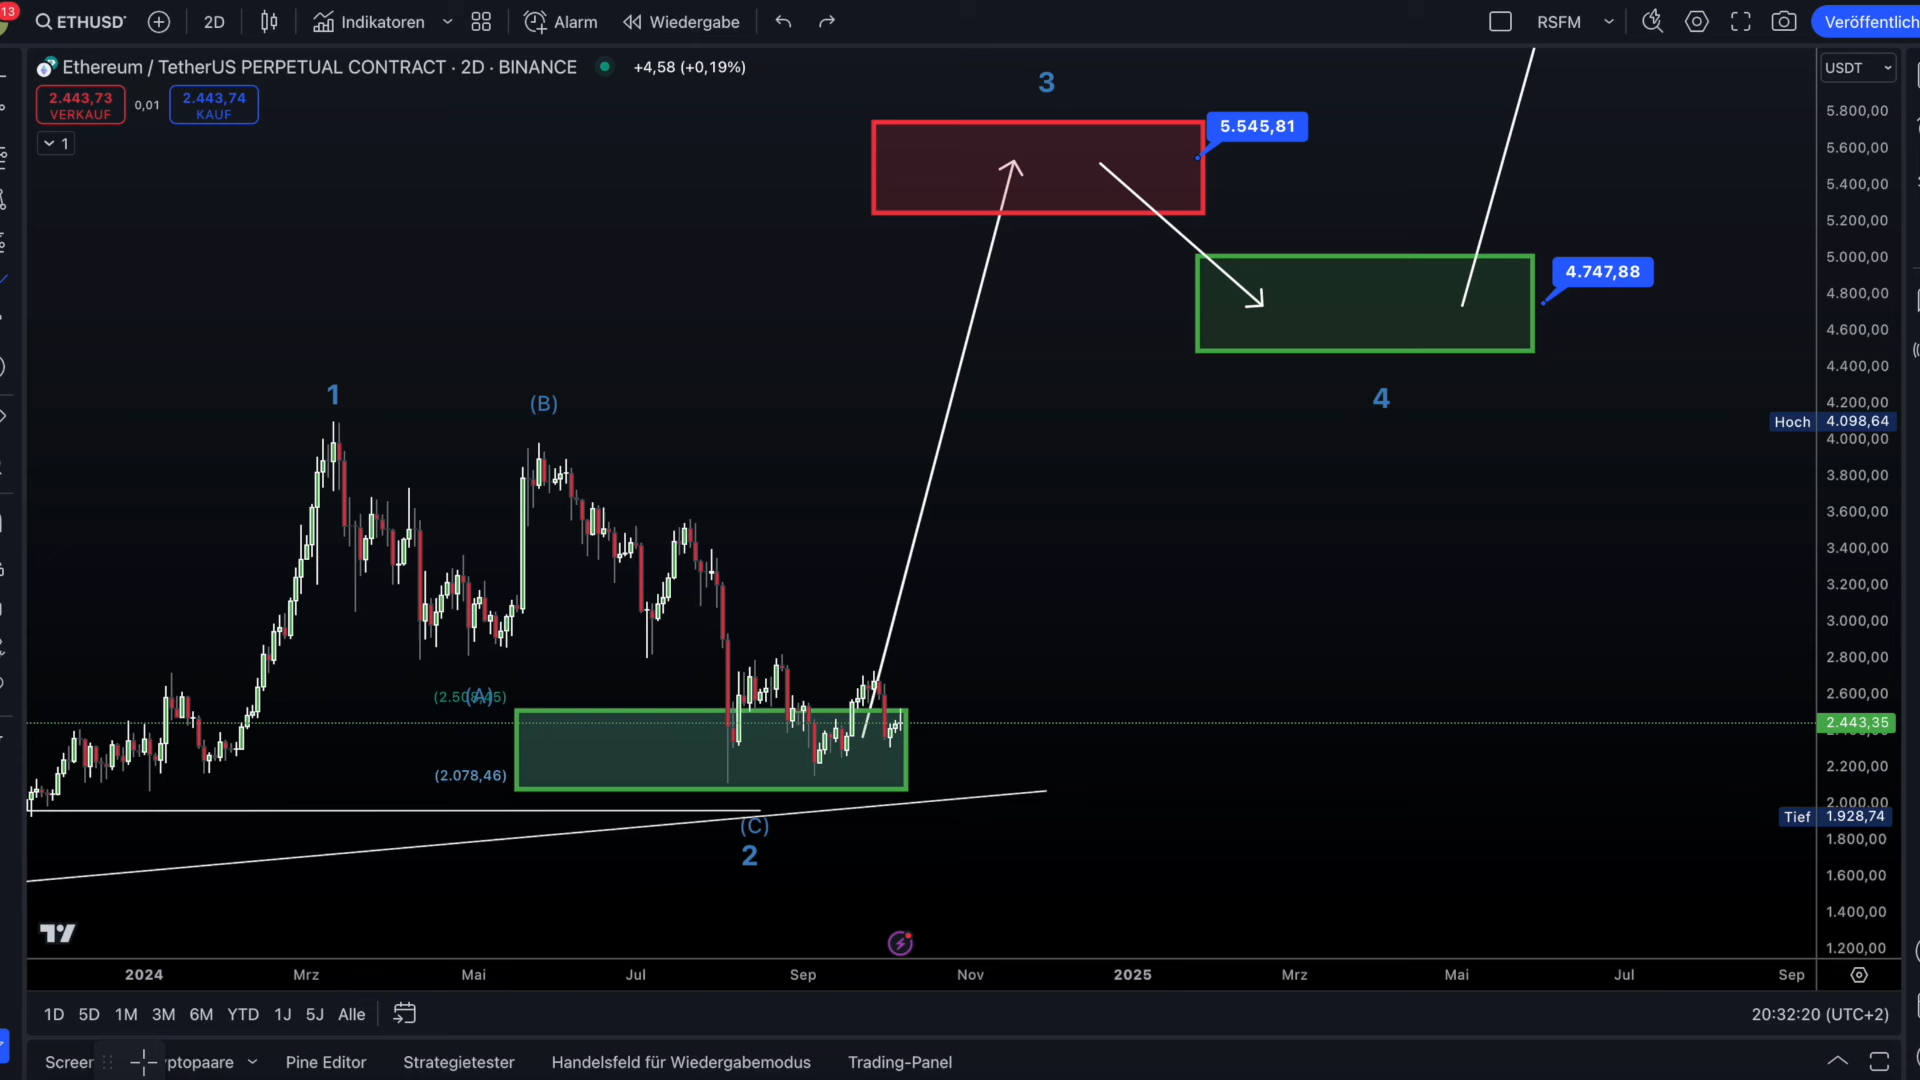 13
ETHUSD
2D
Indikatoren
Alarm
Wiedergabe
RSFM
Veröffentlich
Ethereum / TetherUS PERPETUAL CONTRACT · 2D · BINANCE
+4,58 (+0,19%)
USDT
2.443,73
VERKAUF
0,01
2.443,74
KAUF
1
3
5.545,81
4.747,88
4
1
(B)
(A)
(2.078,46)
(C)
2
5.800,00
5.600,00
5.400,00
5.200,00
5.000,00
4.800,00
4.600,00
4.400,00
4.200,00
Hoch 4.098,64
4.000,00
3.800,00
3.600,00
3.400,00
3.200,00
3.000,00
2.800,00
2.600,00
2.443,35
2.200,00
2.000,00
Tief 1.928,74
1.800,00
1.600,00
1.400,00
1.200,00
2024 Mrz Mai Jul Sep Nov 2025 Mrz Mai Jul Sep
1D 5D 1M 3M 6M YTD 1J 5J Alle
20:32:20 (UTC+2)
Screen
ptopaare
Pine Editor
Strategietester
Handelsfeld für Wiedergabemodus
Trading-Panel